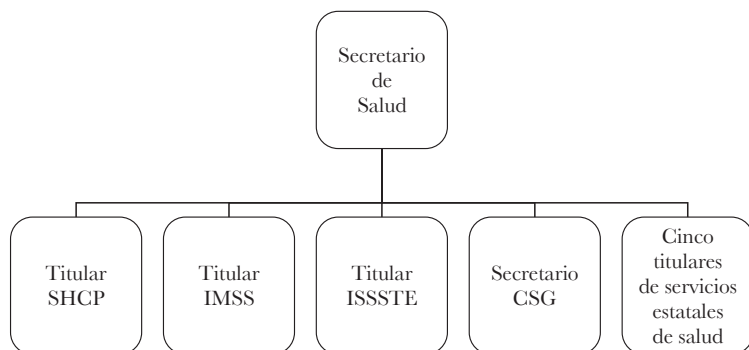 Secretario
de
Salud
Titular
SHCP
Titular
IMSS
Titular
ISSSTE
Secretario
CSG
Cinco
titulares
de servicios
estatales
de salud